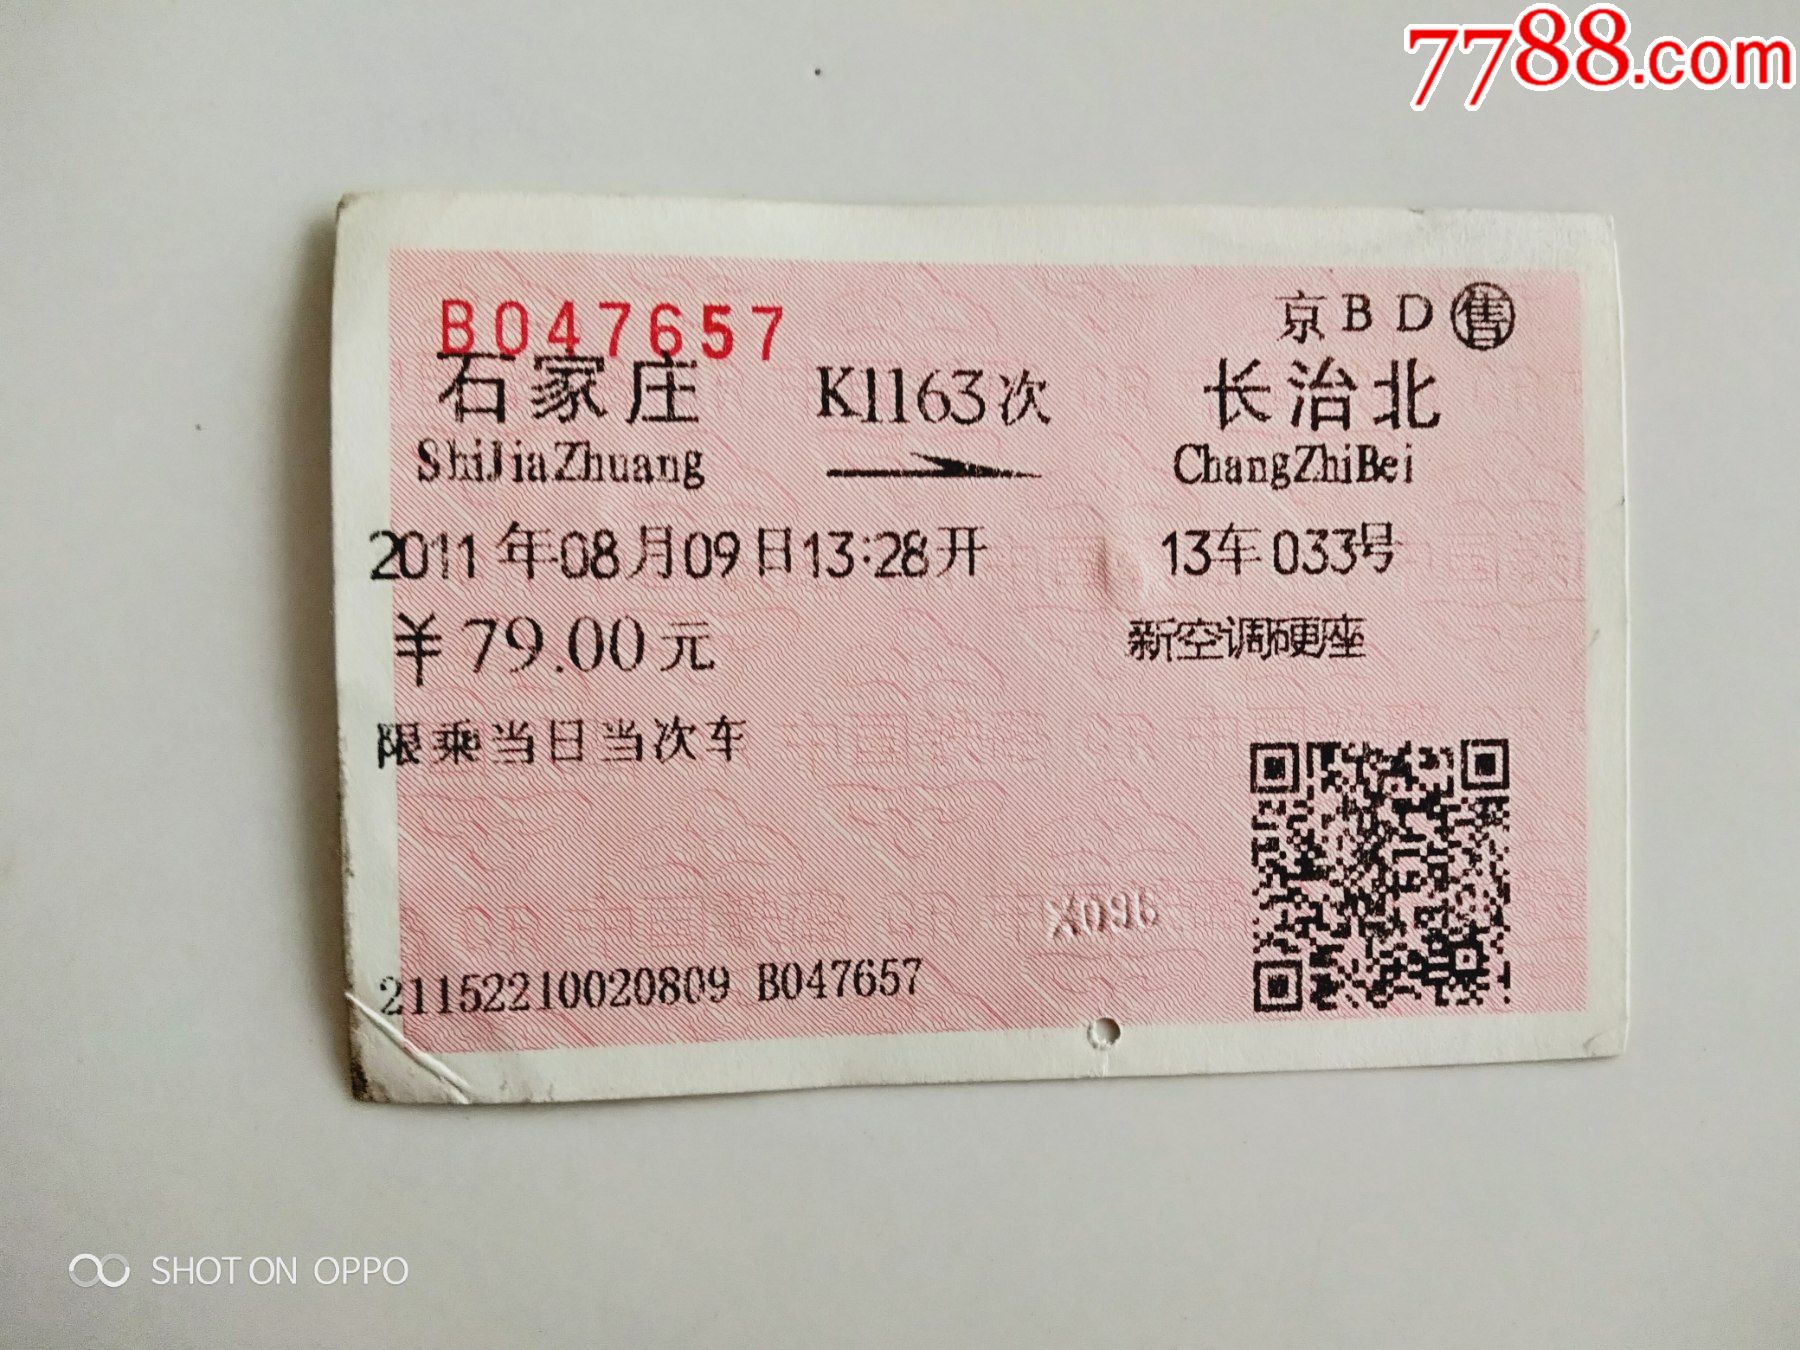 7788.com
B047657
京BD售
石家庄 K1163次 长治北
ShiJiaZhuang ChangZhiBei
2011年08月09日13:28开 13车033号
¥79.00元 新空调硬座
限乘当日当次车
X096
21152210020809 B047657
SHOT ON OPPO